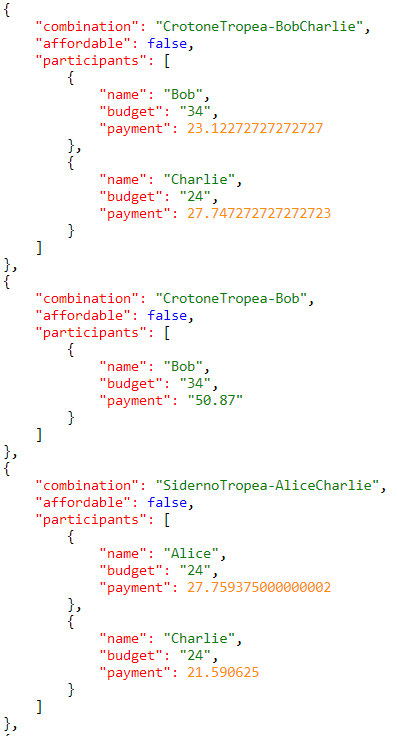 {
    "combination": "CrotoneTropea-BobCharlie",
    "affordable": false,
    "participants": [
        {
            "name": "Bob",
            "budget": "34",
            "payment": 23.12272727272727
        },
        {
            "name": "Charlie",
            "budget": "24",
            "payment": 27.747272727272723
        }
    ]
},
{
    "combination": "CrotoneTropea-Bob",
    "affordable": false,
    "participants": [
        {
            "name": "Bob",
            "budget": "34",
            "payment": "50.87"
        }
    ]
},
{
    "combination": "SidernoTropea-AliceCharlie",
    "affordable": false,
    "participants": [
        {
            "name": "Alice",
            "budget": "24",
            "payment": 27.759375000000002
        },
        {
            "name": "Charlie",
            "budget": "24",
            "payment": 21.590625
        }
    ]
},